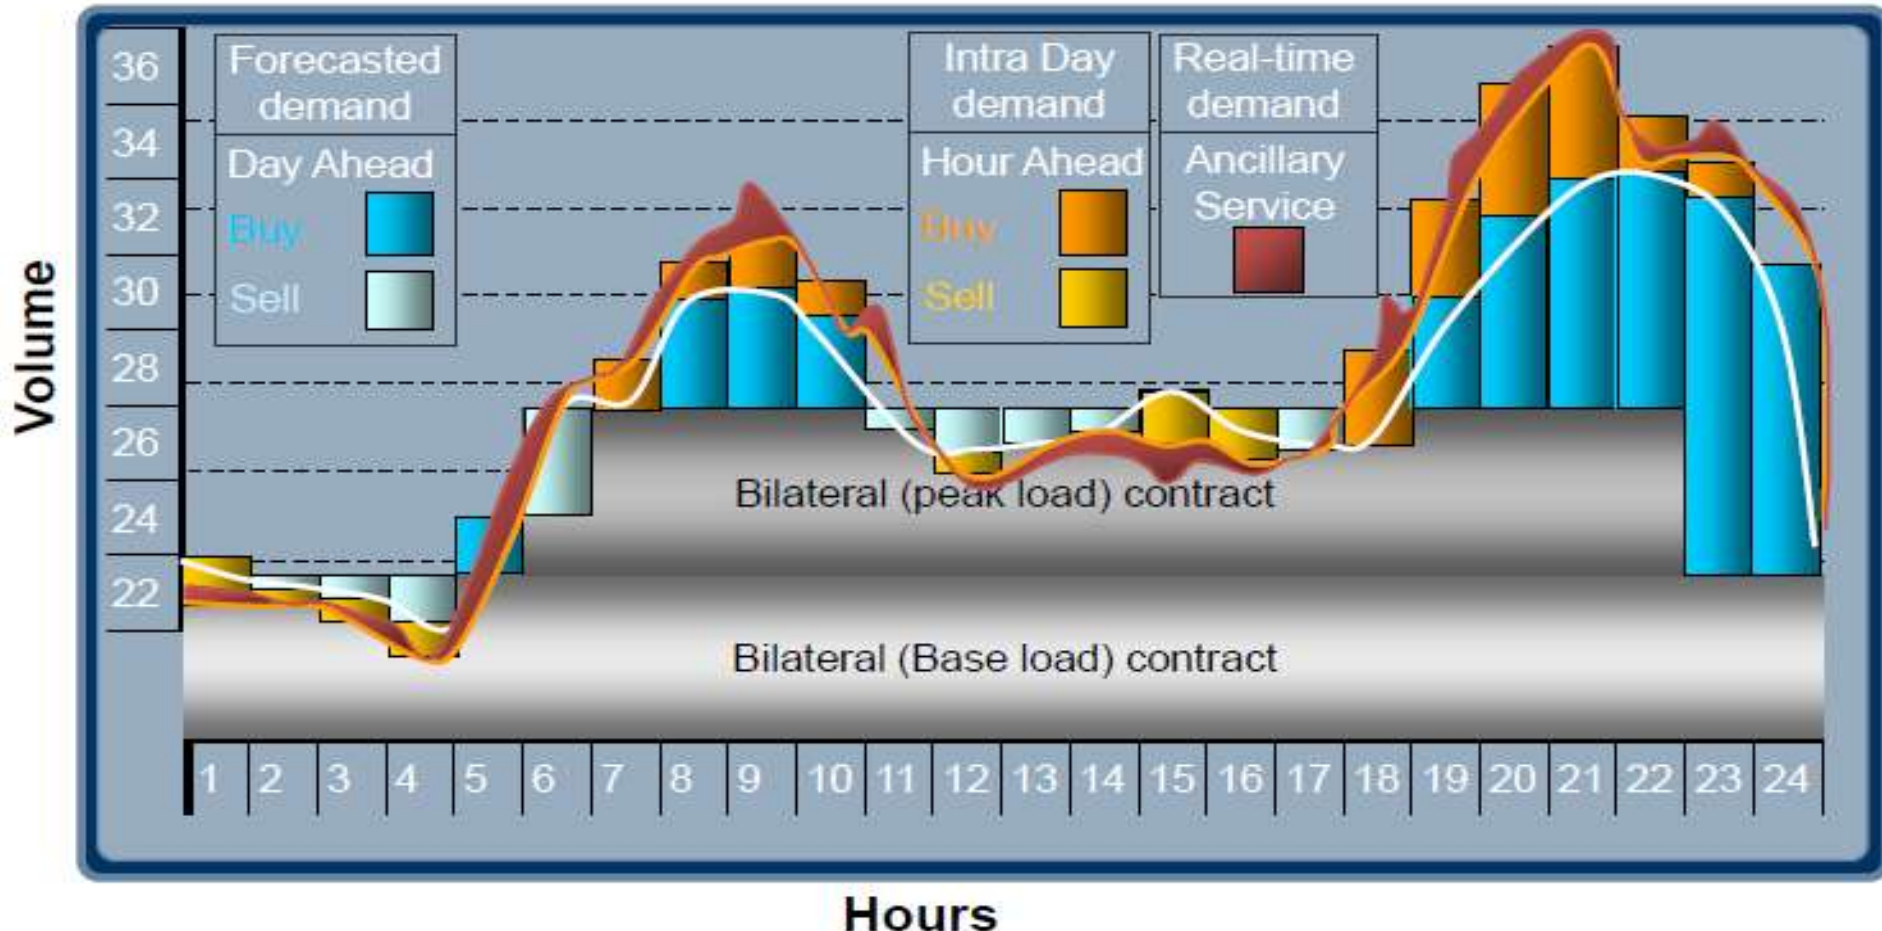 Volume
36
34
32
30
28
26
24
22
Forecasted
demand
Day Ahead
Buy
Sell
Intra Day
demand
Hour Ahead
Buy
Sell
Real-time
demand
Ancillary
Service
Bilateral (peak load) contract
Bilateral (Base load) contract
1 2 3 4 5 6 7 8 9 10 11 12 13 14 15 16 17 18 19 20 21 22 23 24
Hours